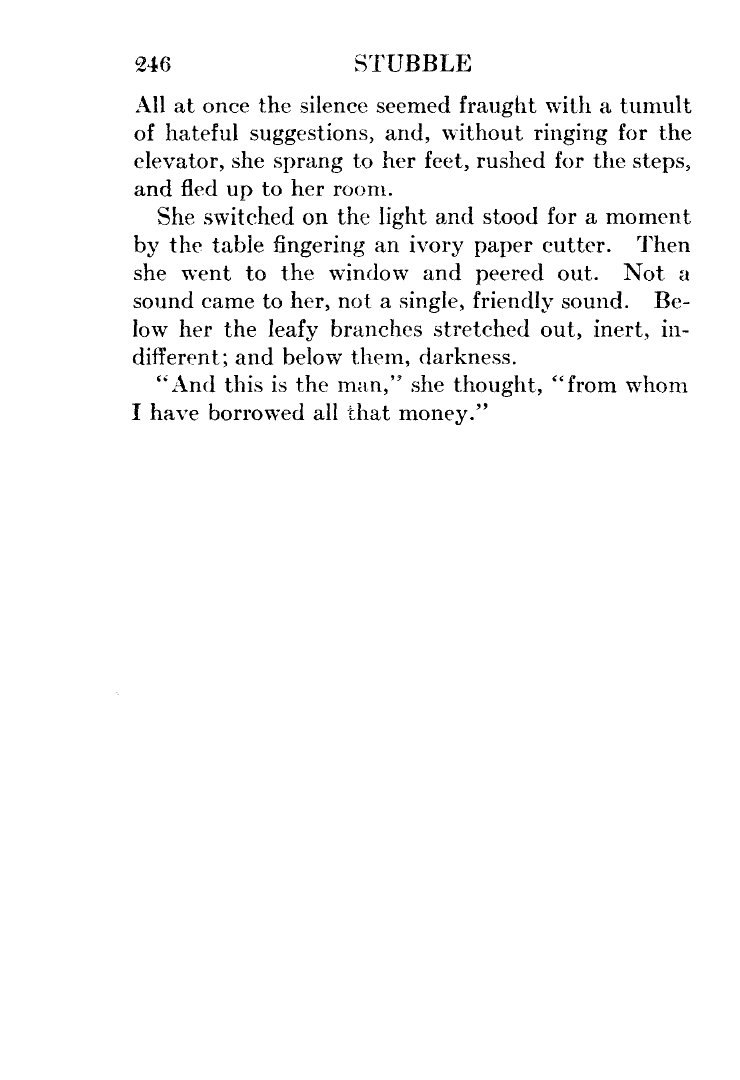 246 STUBBLE
All at once the silence seemed fraught with a tumult
of hateful suggestions, and, without ringing for the
elevator, she sprang to her feet, rushed for the steps,
and fled up to her room.
She switched on the light and stood for a moment
by the table fingering an ivory paper cutter. Then
she went to the window and peered out. Not a
sound came to her, not a single, friendly sound. Be-
low her the leafy branches stretched out, inert, in-
different; and below them, darkness.
“And this is the man,” she thought, “from whom
I have borrowed all that money.”